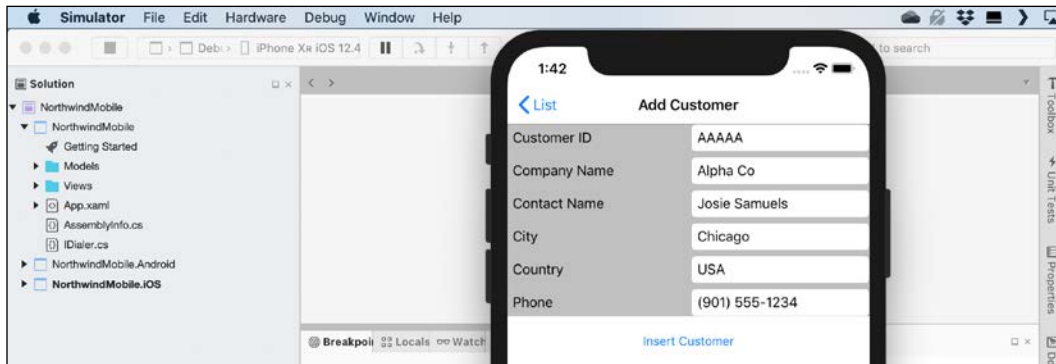 Simulator File Edit Hardware Debug Window Help
Debu iPhone XR iOS 12.4
to search
Solution
NorthwindMobile
NorthwindMobile
Getting Started
Models
Views
App.xaml
AssemblyInfo.cs
IDialer.cs
NorthwindMobile.Android
NorthwindMobile.iOS
1:42
List Add Customer
Customer ID AAAAA
Company Name Alpha Co
Contact Name Josie Samuels
City Chicago
Country USA
Phone (901) 555-1234
Insert Customer
Breakpoi Locals Watch
Toolbox
Unit Tests
Properties